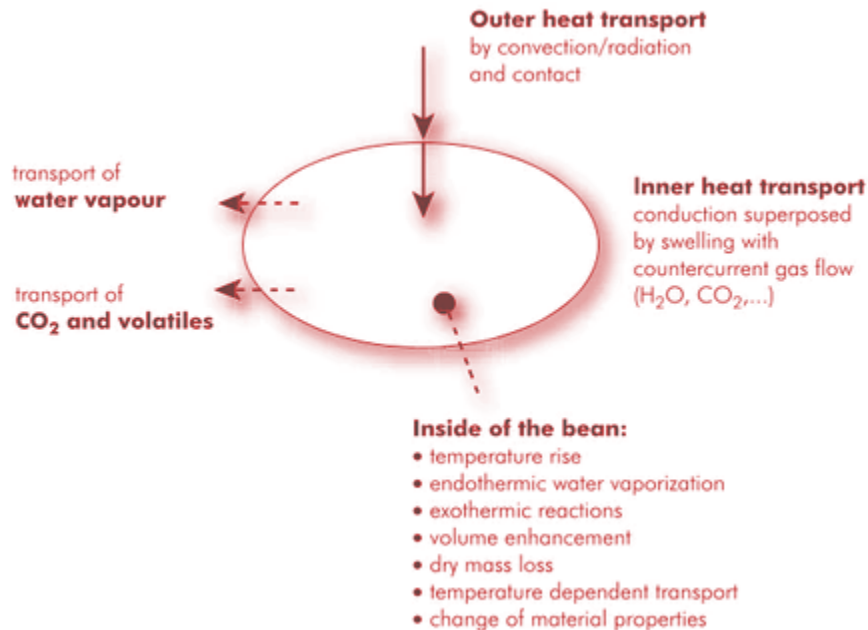 Outer heat transport
by convection/radiation
and contact
transport of
water vapour
Inner heat transport
conduction superposed
by swelling with
countercurrent gas flow
(H₂O, CO₂,...)
transport of
CO₂ and volatiles
Inside of the bean:
• temperature rise
• endothermic water vaporization
• exothermic reactions
• volume enhancement
• dry mass loss
• temperature dependent transport
• change of material properties